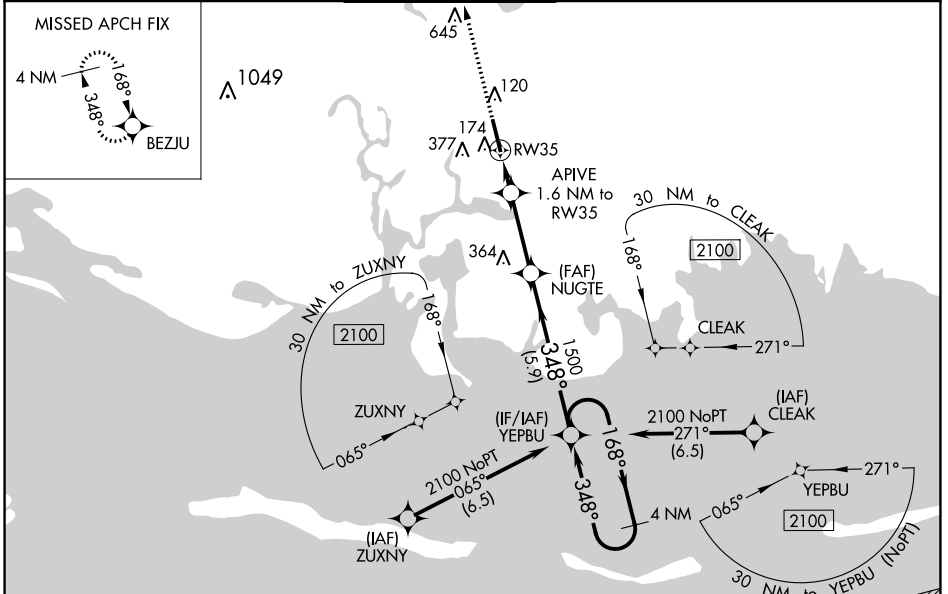 MISSED APCH FIX
4 NM
168°
348°
BEZJU
1049
645
120
174
377
RW35
APIVE
1.6 NM to
RW35
364
(FAF)
NUGTE
30 NM to ZUXNY
2100
168°
ZUXNY
065°
30 NM to CLEAK
2100
168°
CLEAK
271°
1500
348°
(5.9)
(IF/IAF)
YEPBU
2100 NoPT
065°
(6.5)
(IAF)
ZUXNY
168°
348°
4 NM
2100 NoPT
271°
(6.5)
(IAF)
CLEAK
271°
YEPBU
065°
2100
30 NM to YEPBU (NoPT)